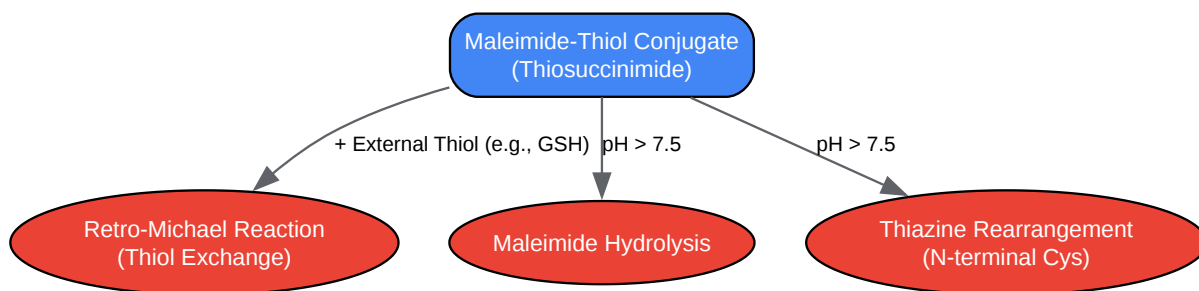 Maleimide-Thiol Conjugate
(Thiosuccinimide)
+ External Thiol (e.g., GSH)
pH > 7.5
pH > 7.5
Retro-Michael Reaction
(Thiol Exchange)
Maleimide Hydrolysis
Thiazine Rearrangement
(N-terminal Cys)